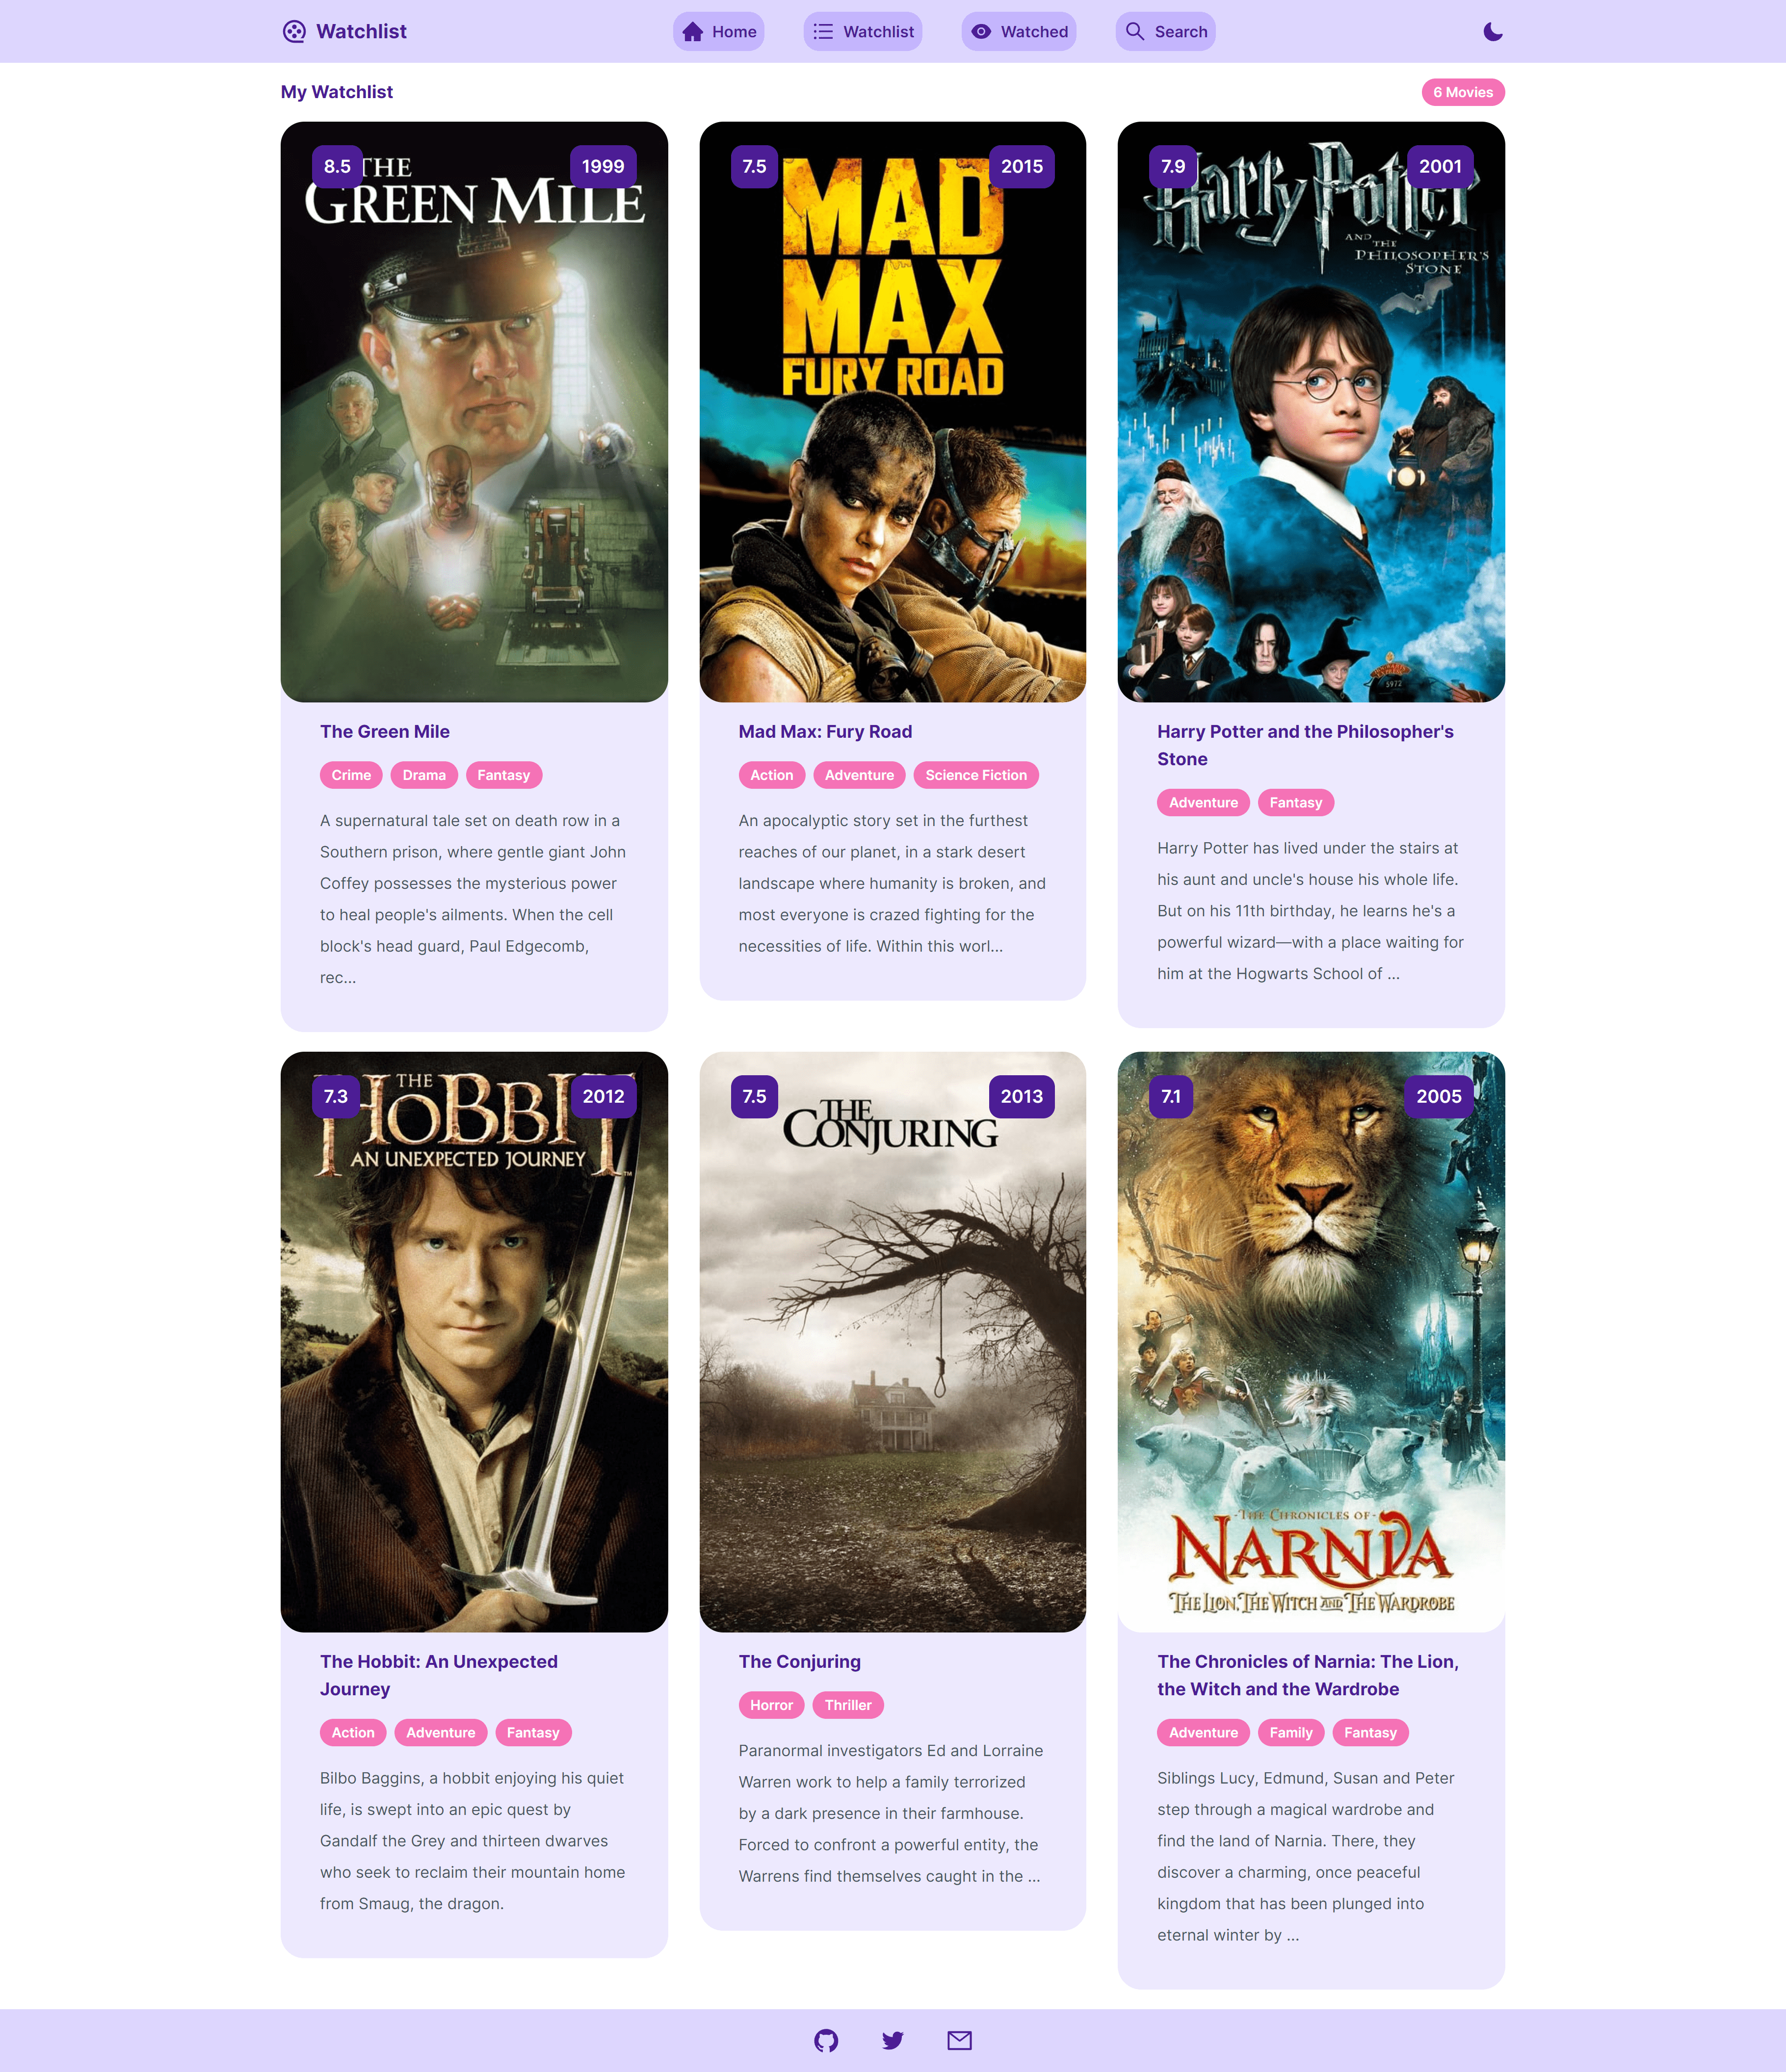 Watchlist
Home
Watchlist
Watched
Search
My Watchlist
6 Movies
8.5
1999
THE
GREEN MILE
The Green Mile
Crime
Drama
Fantasy
A supernatural tale set on death row in a
Southern prison, where gentle giant John
Coffey possesses the mysterious power
to heal people's ailments. When the cell
block's head guard, Paul Edgecomb,
rec...
7.5
2015
MAD
MAX
FURY ROAD
Mad Max: Fury Road
Action
Adventure
Science Fiction
An apocalyptic story set in the furthest
reaches of our planet, in a stark desert
landscape where humanity is broken, and
most everyone is crazed fighting for the
necessities of life. Within this worl...
7.9
2001
Harry Potter
AND THE
PHILOSOPHER'S
STONE
5972
Harry Potter and the Philosopher's
Stone
Adventure
Fantasy
Harry Potter has lived under the stairs at
his aunt and uncle's house his whole life.
But on his 11th birthday, he learns he's a
powerful wizard—with a place waiting for
him at the Hogwarts School of ...
7.3
2012
THE
HOBBIT
AN UNEXPECTED JOURNEY
The Hobbit: An Unexpected
Journey
Action
Adventure
Fantasy
Bilbo Baggins, a hobbit enjoying his quiet
life, is swept into an epic quest by
Gandalf the Grey and thirteen dwarves
who seek to reclaim their mountain home
from Smaug, the dragon.
7.5
2013
THE
CONJURING
The Conjuring
Horror
Thriller
Paranormal investigators Ed and Lorraine
Warren work to help a family terrorized
by a dark presence in their farmhouse.
Forced to confront a powerful entity, the
Warrens find themselves caught in the ...
7.1
2005
·THE CHRONICLES OF·
NARNIA
THE LION, THE WITCH AND THE WARDROBE
The Chronicles of Narnia: The Lion,
the Witch and the Wardrobe
Adventure
Family
Fantasy
Siblings Lucy, Edmund, Susan and Peter
step through a magical wardrobe and
find the land of Narnia. There, they
discover a charming, once peaceful
kingdom that has been plunged into
eternal winter by ...